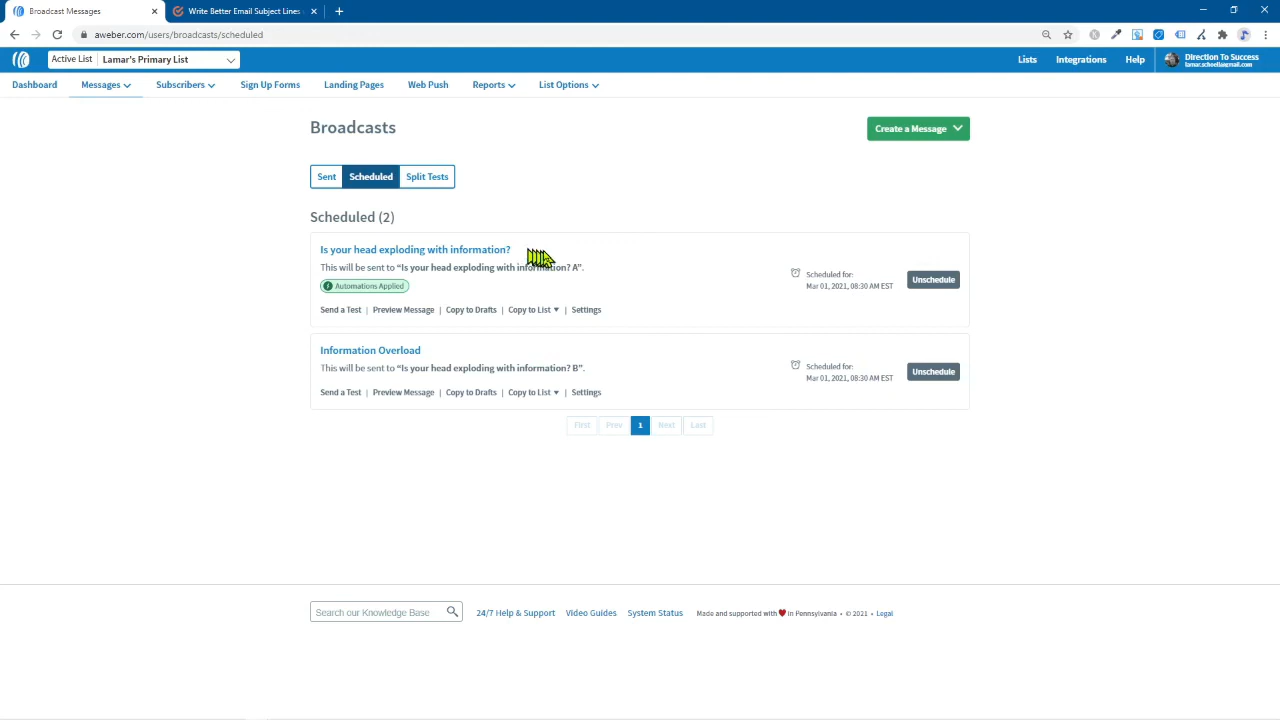 Broadcast Messages
Write Better Email Subject Lines
aweber.com/users/broadcasts/scheduled
Active List Lamar's Primary List
Lists Integrations Help
Direction To Success
lamar.schoell@gmail.com
Dashboard Messages Subscribers Sign Up Forms Landing Pages Web Push Reports List Options
Broadcasts
Create a Message
Sent Scheduled Split Tests
Scheduled (2)
Is your head exploding with information?
This will be sent to “Is your head exploding with information? A”.
Automations Applied
Scheduled for:
Mar 01, 2021, 08:30 AM EST
Unschedule
Send a Test | Preview Message | Copy to Drafts | Copy to List ▼ | Settings
Information Overload
This will be sent to “Is your head exploding with information? B”.
Scheduled for:
Mar 01, 2021, 08:30 AM EST
Unschedule
Send a Test | Preview Message | Copy to Drafts | Copy to List ▼ | Settings
First Prev 1 Next Last
Search our Knowledge Base
24/7 Help & Support Video Guides System Status Made and supported with ❤ in Pennsylvania • © 2021 • Legal